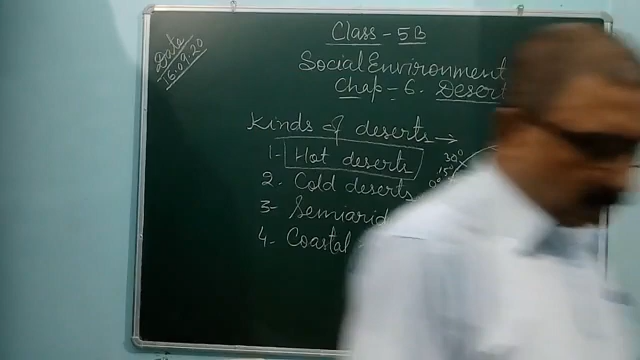 Date
16.09.20
Class - 5B
Social Environment
Chap - 6. Desert
Kinds of deserts →
1- Hot deserts
2. Cold deserts
3- Semiarid
4. Coastal
30°
15°
0°